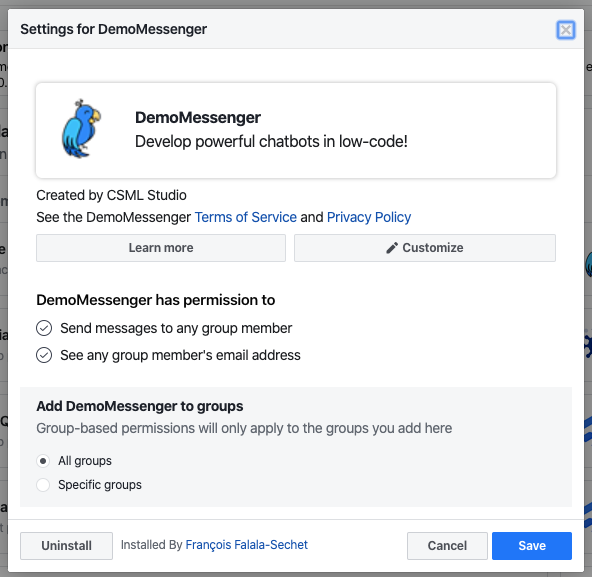 Settings for DemoMessenger
DemoMessenger
Develop powerful chatbots in low-code!
Created by CSML Studio
See the DemoMessenger Terms of Service and Privacy Policy
Learn more
Customize
DemoMessenger has permission to
Send messages to any group member
See any group member's email address
Add DemoMessenger to groups
Group-based permissions will only apply to the groups you add here
All groups
Specific groups
Uninstall
Installed By François Falala-Sechet
Cancel
Save